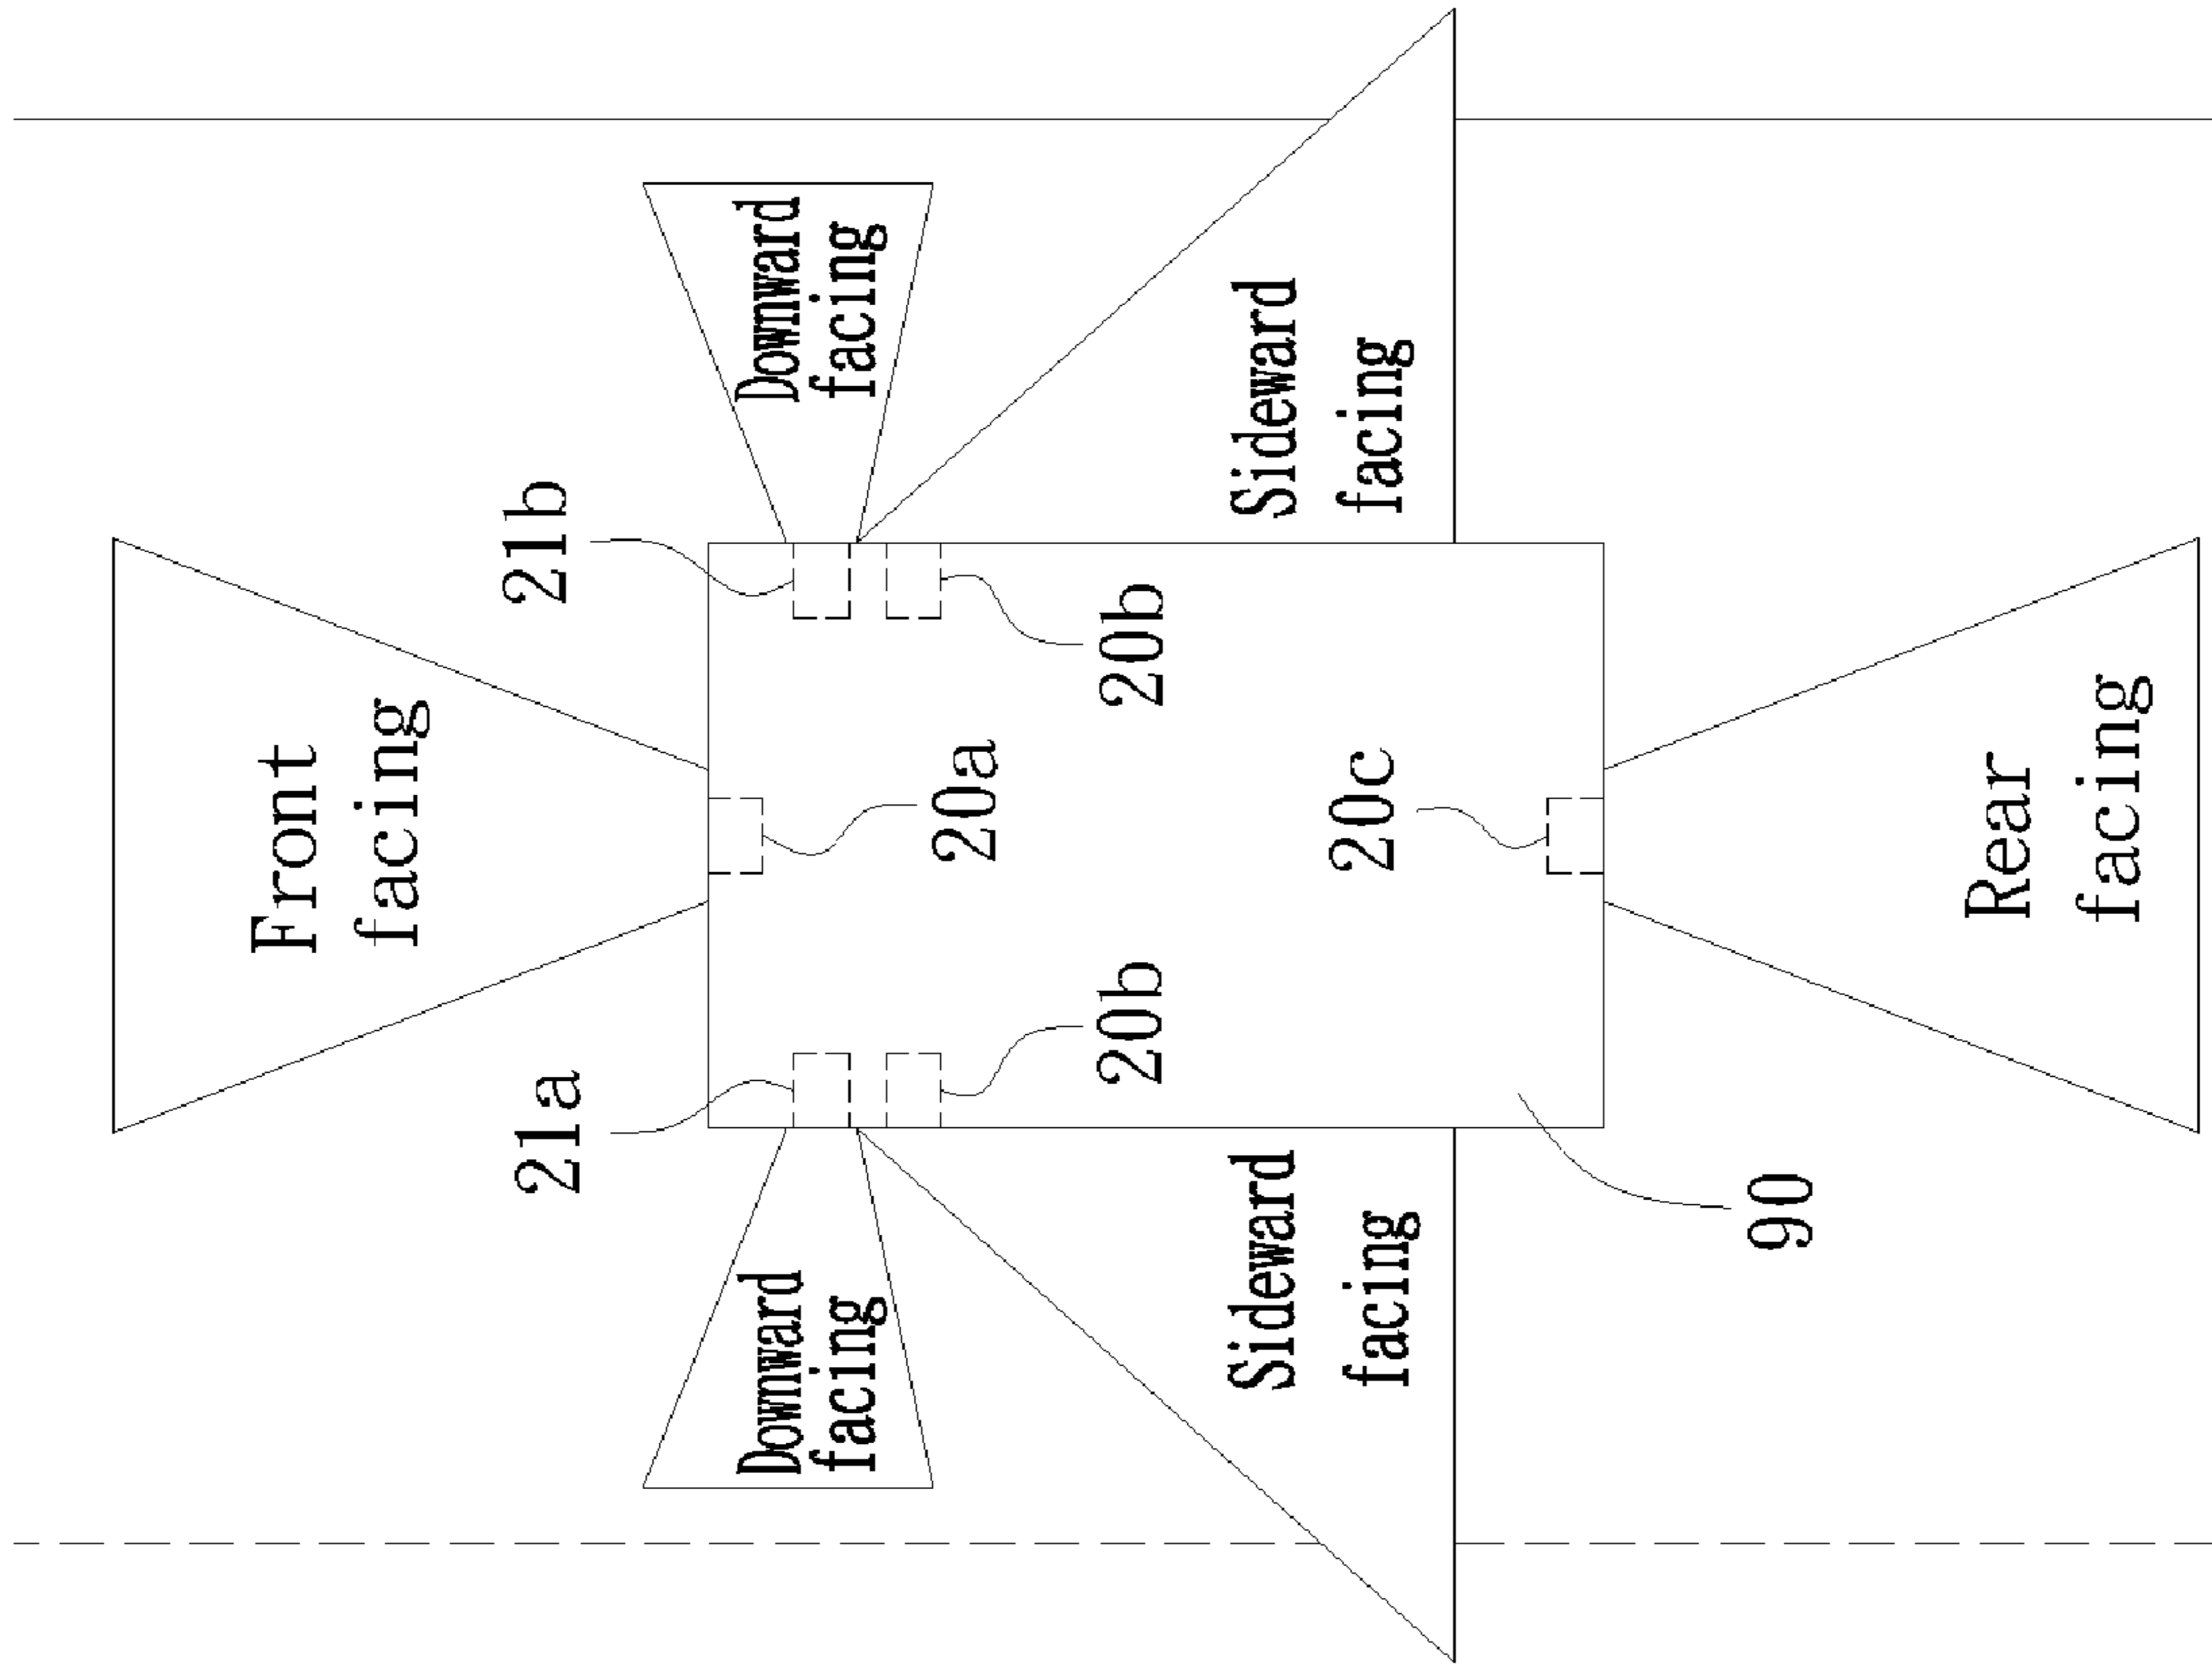 Front
facing
21a
21b
Downward
facing
Downward
facing
20a
20b
20b
Sideward
facing
Sideward
facing
20c
90
Rear
facing